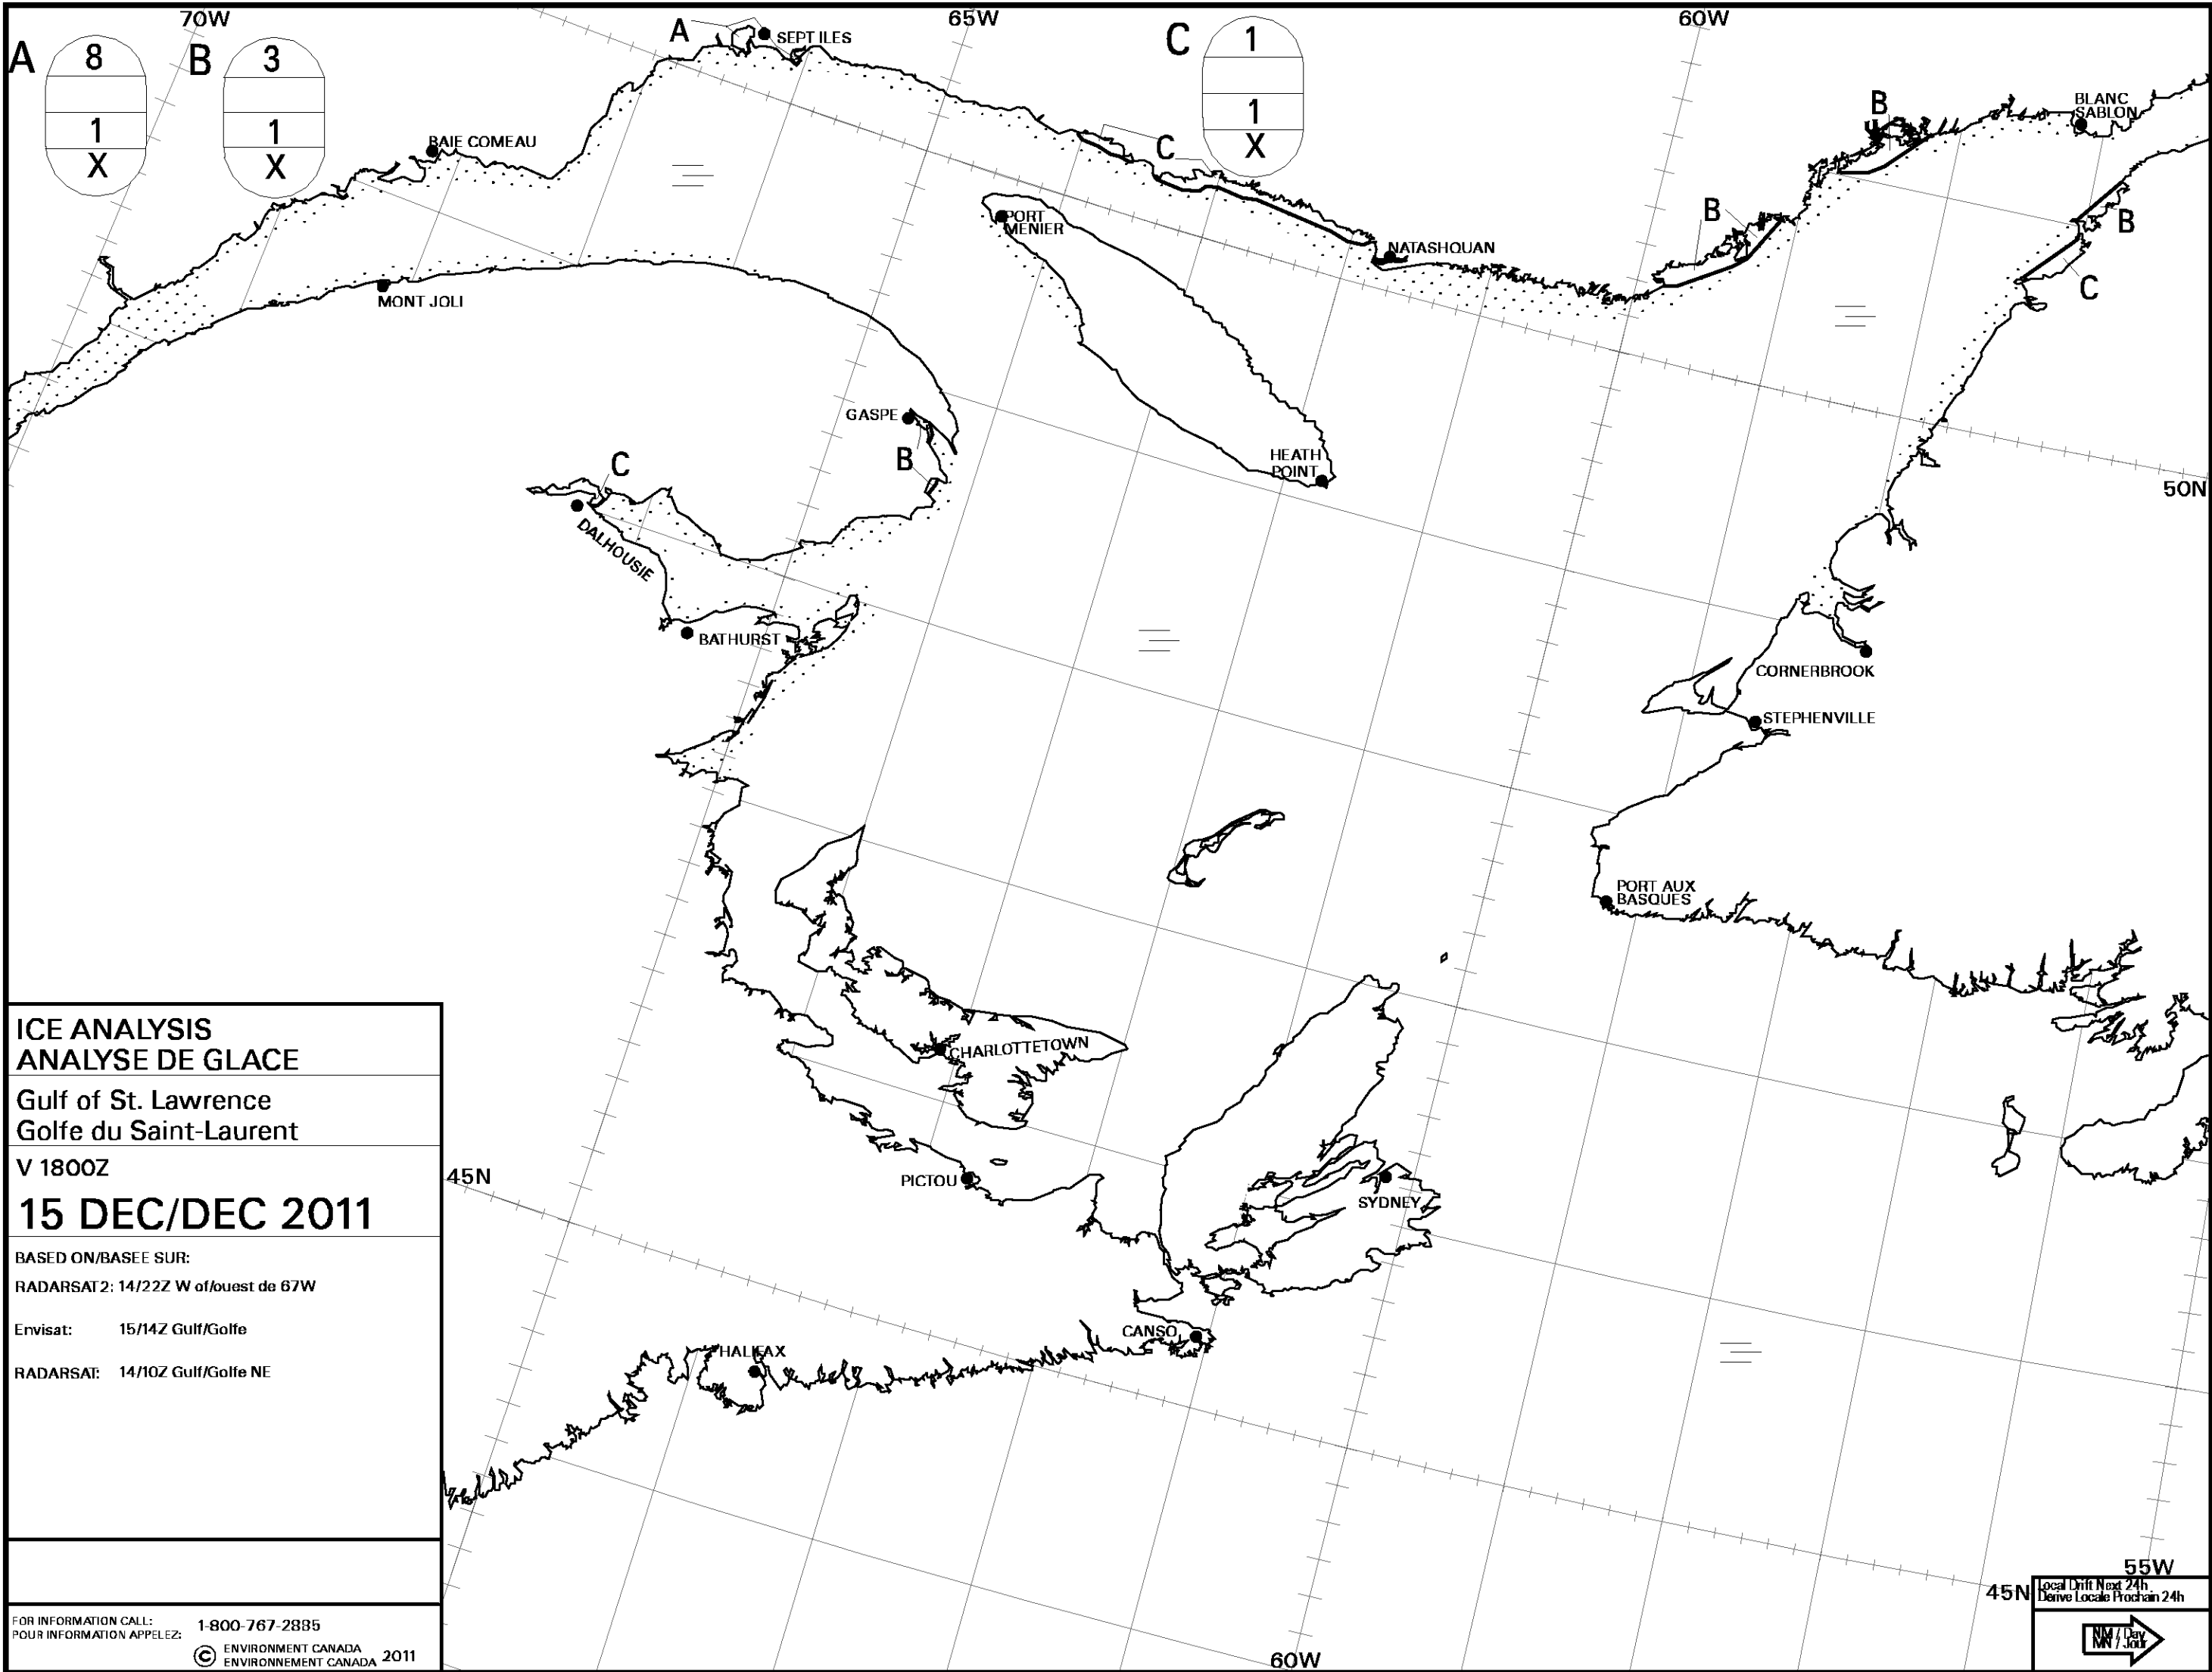 70W
65W
60W
A
8
1
X
B
3
1
X
A
SEPT ILES
C
1
1
X
BAIE COMEAU
C
B
BLANC
SABLON
B
B
C
PORT
MENIER
NATASHQUAN
MONT JOLI
GASPE
B
HEATH
POINT
50N
C
DALHOUSIE
BATHURST
CORNERBROOK
STEPHENVILLE
PORT AUX
BASQUES
CHARLOTTETOWN
PICTOU
SYDNEY
45N
CANSO
HALIFAX
ICE ANALYSIS
ANALYSE DE GLACE
Gulf of St. Lawrence
Golfe du Saint-Laurent
V 1800Z
15 DEC/DEC 2011
BASED ON/BASEE SUR:
RADARSAT2: 14/22Z W of/ouest de 67W
Envisat: 15/14Z Gulf/Golfe
RADARSAT: 14/10Z Gulf/Golfe NE
FOR INFORMATION CALL: 1-800-767-2885
POUR INFORMATION APPELEZ:
© ENVIRONMENT CANADA 2011
ENVIRONNEMENT CANADA
60W
55W
45N
Local Drift Next 24h
Derive Locale Prochain 24h
NM / Day
MN / Jour